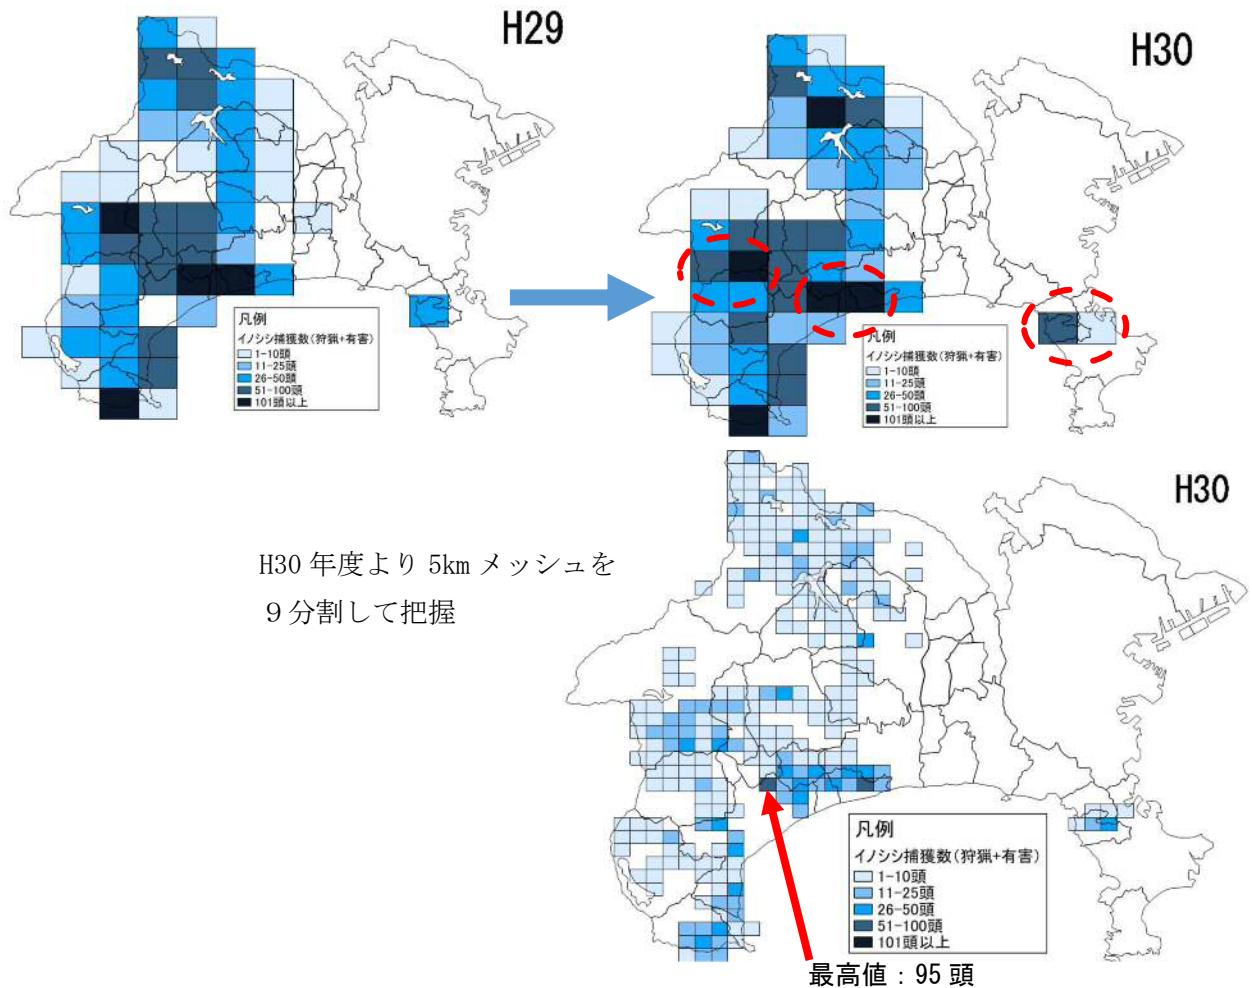 H29
凡例
イノシシ捕獲数(狩猟+有害)
1-10頭
11-25頭
26-50頭
51-100頭
101頭以上
H30
凡例
イノシシ捕獲数(狩猟+有害)
1-10頭
11-25頭
26-50頭
51-100頭
101頭以上
H30 年度より 5km メッシュを
９分割して把握
H30
凡例
イノシシ捕獲数(狩猟+有害)
1-10頭
11-25頭
26-50頭
51-100頭
101頭以上
最高値：95 頭